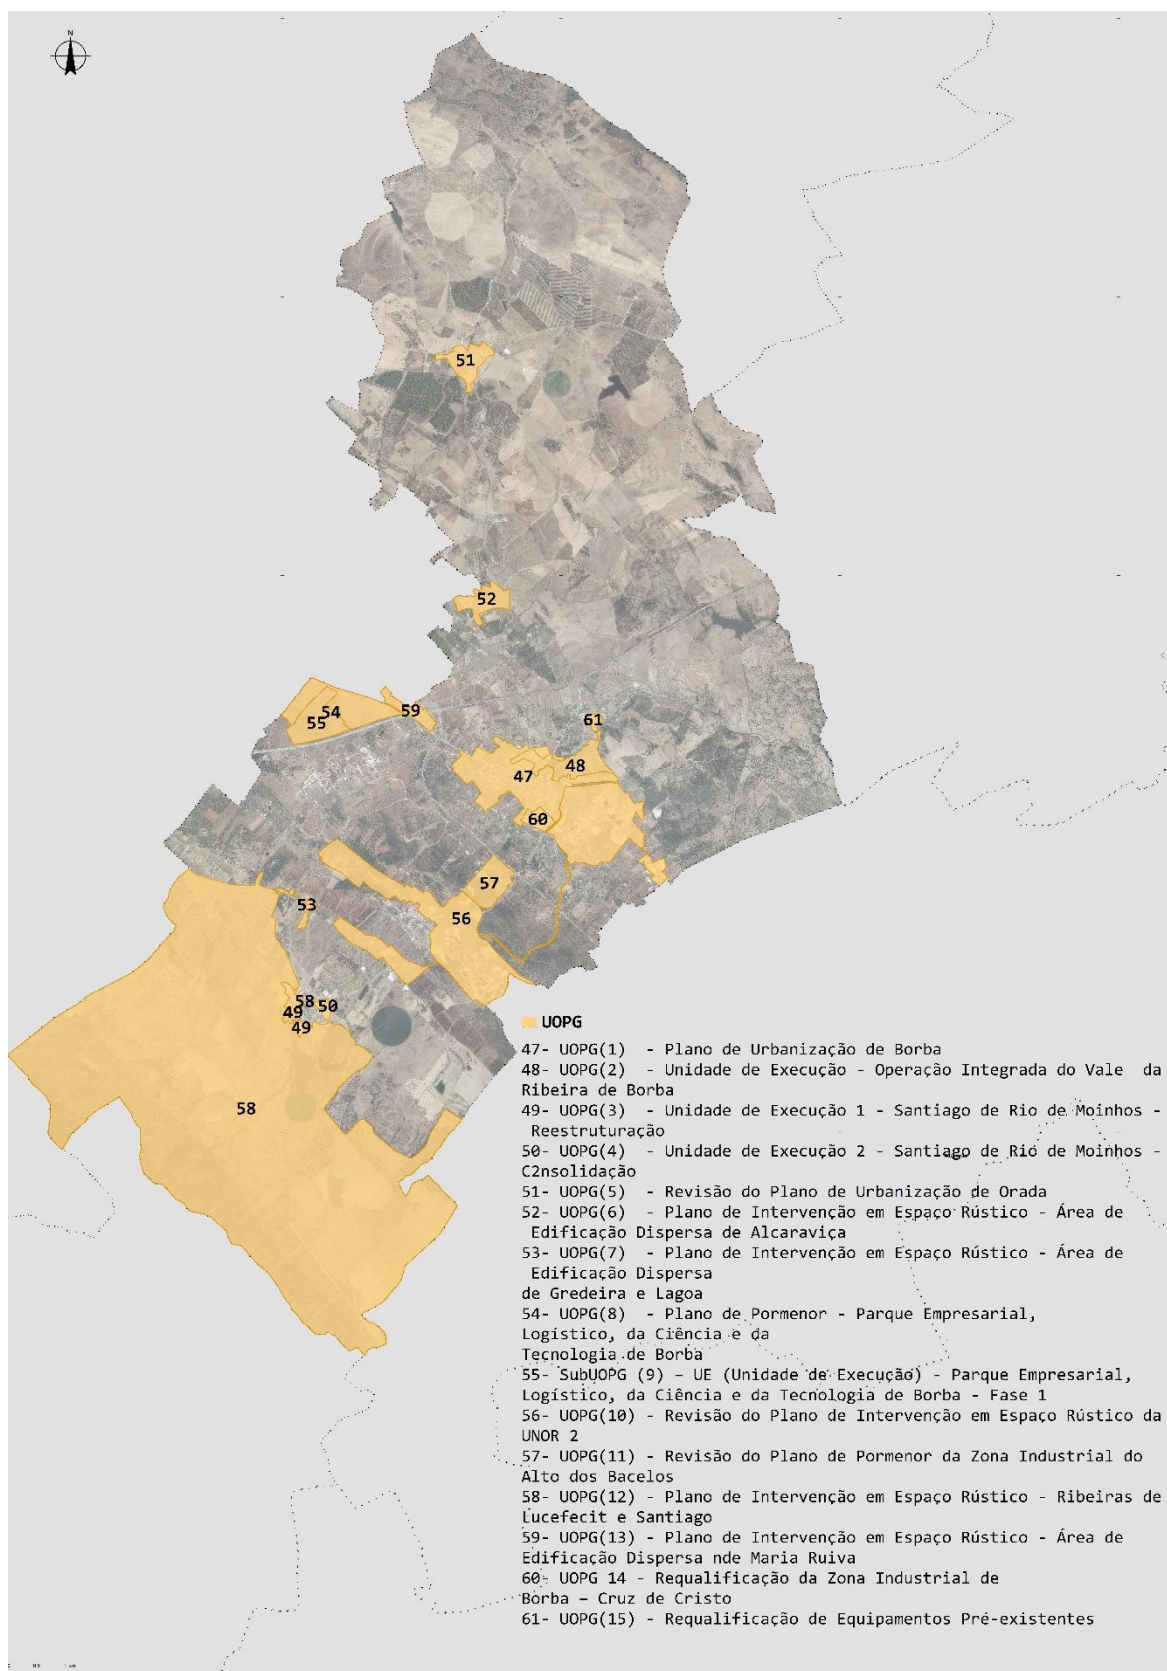 N
51
52
54
59
55
61
47
48
60
57
56
53
58
50
49
49
58
UOPG
47- UOPG(1) - Plano de Urbanização de Borba
48- UOPG(2) - Unidade de Execução - Operação Integrada do Vale da
Ribeira de Borba
49- UOPG(3) - Unidade de Execução 1 - Santiago de Rio de Moinhos -
Reestruturação
50- UOPG(4) - Unidade de Execução 2 - Santiago de Rio de Moinhos -
C2nsolidação
51- UOPG(5) - Revisão do Plano de Urbanização de Orada
52- UOPG(6) - Plano de Intervenção em Espaço Rústico - Área de
Edificação Dispersa de Alcaraviça
53- UOPG(7) - Plano de Intervenção em Espaço Rústico - Área de
Edificação Dispersa
de Gredeira e Lagoa
54- UOPG(8) - Plano de Pormenor - Parque Empresarial,
Logístico, da Ciência e da
Tecnologia de Borba
55- SubUOPG (9) – UE (Unidade de Execução) - Parque Empresarial,
Logístico, da Ciência e da Tecnologia de Borba - Fase 1
56- UOPG(10) - Revisão do Plano de Intervenção em Espaço Rústico da
UNOR 2
57- UOPG(11) - Revisão do Plano de Pormenor da Zona Industrial do
Alto dos Bacelos
58- UOPG(12) - Plano de Intervenção em Espaço Rústico - Ribeiras de
Lucefecit e Santiago
59- UOPG(13) - Plano de Intervenção em Espaço Rústico - Área de
Edificação Dispersa nde Maria Ruiva
60- UOPG 14 - Requalificação da Zona Industrial de
Borba – Cruz de Cristo
61- UOPG(15) - Requalificação de Equipamentos Pré-existentes